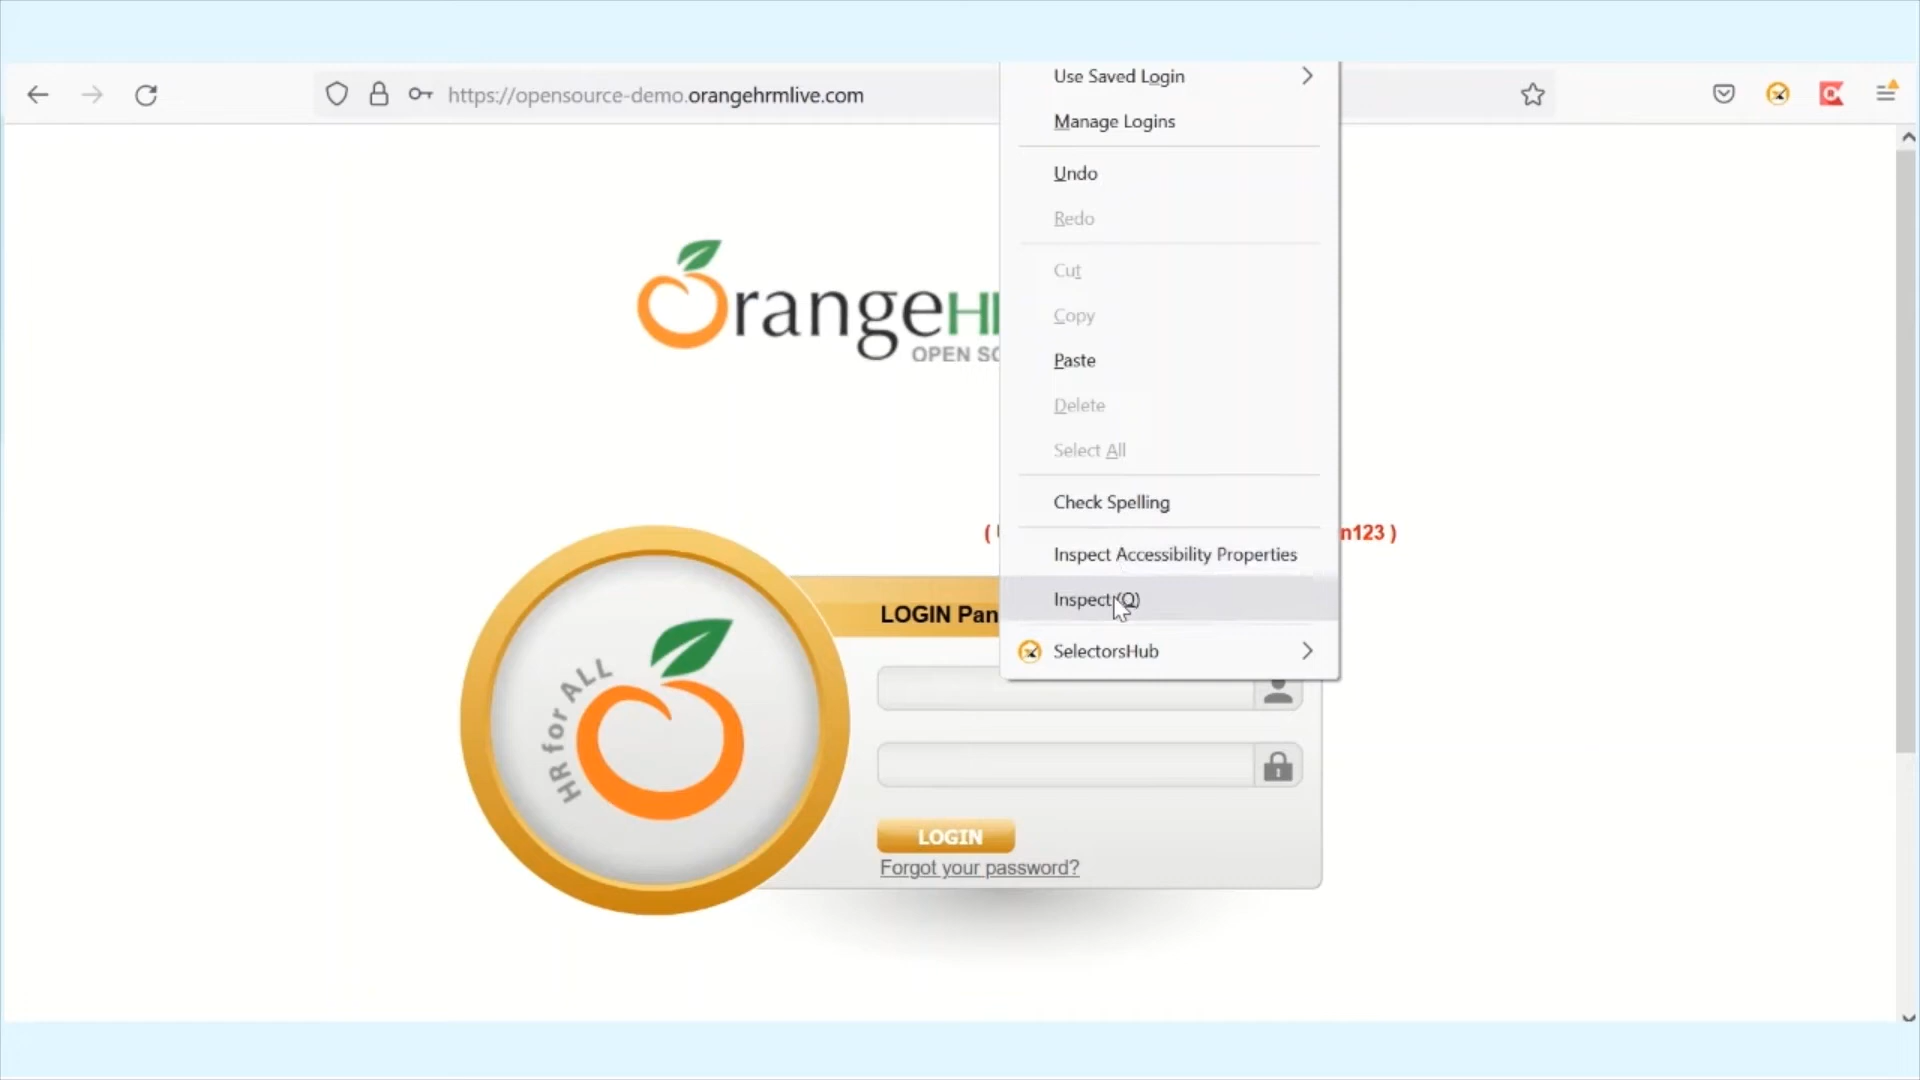 Use Saved Login
https://opensource-demo.orangehrmlive.com
Manage Logins
Undo
Redo
Cut
OrangeH
OPEN SO
Copy
Paste
Delete
Select All
Check Spelling
( n123 )
Inspect Accessibility Properties
Inspect (Q)
LOGIN Pan
SelectorsHub
HR for ALL
LOGIN
Forgot your password?